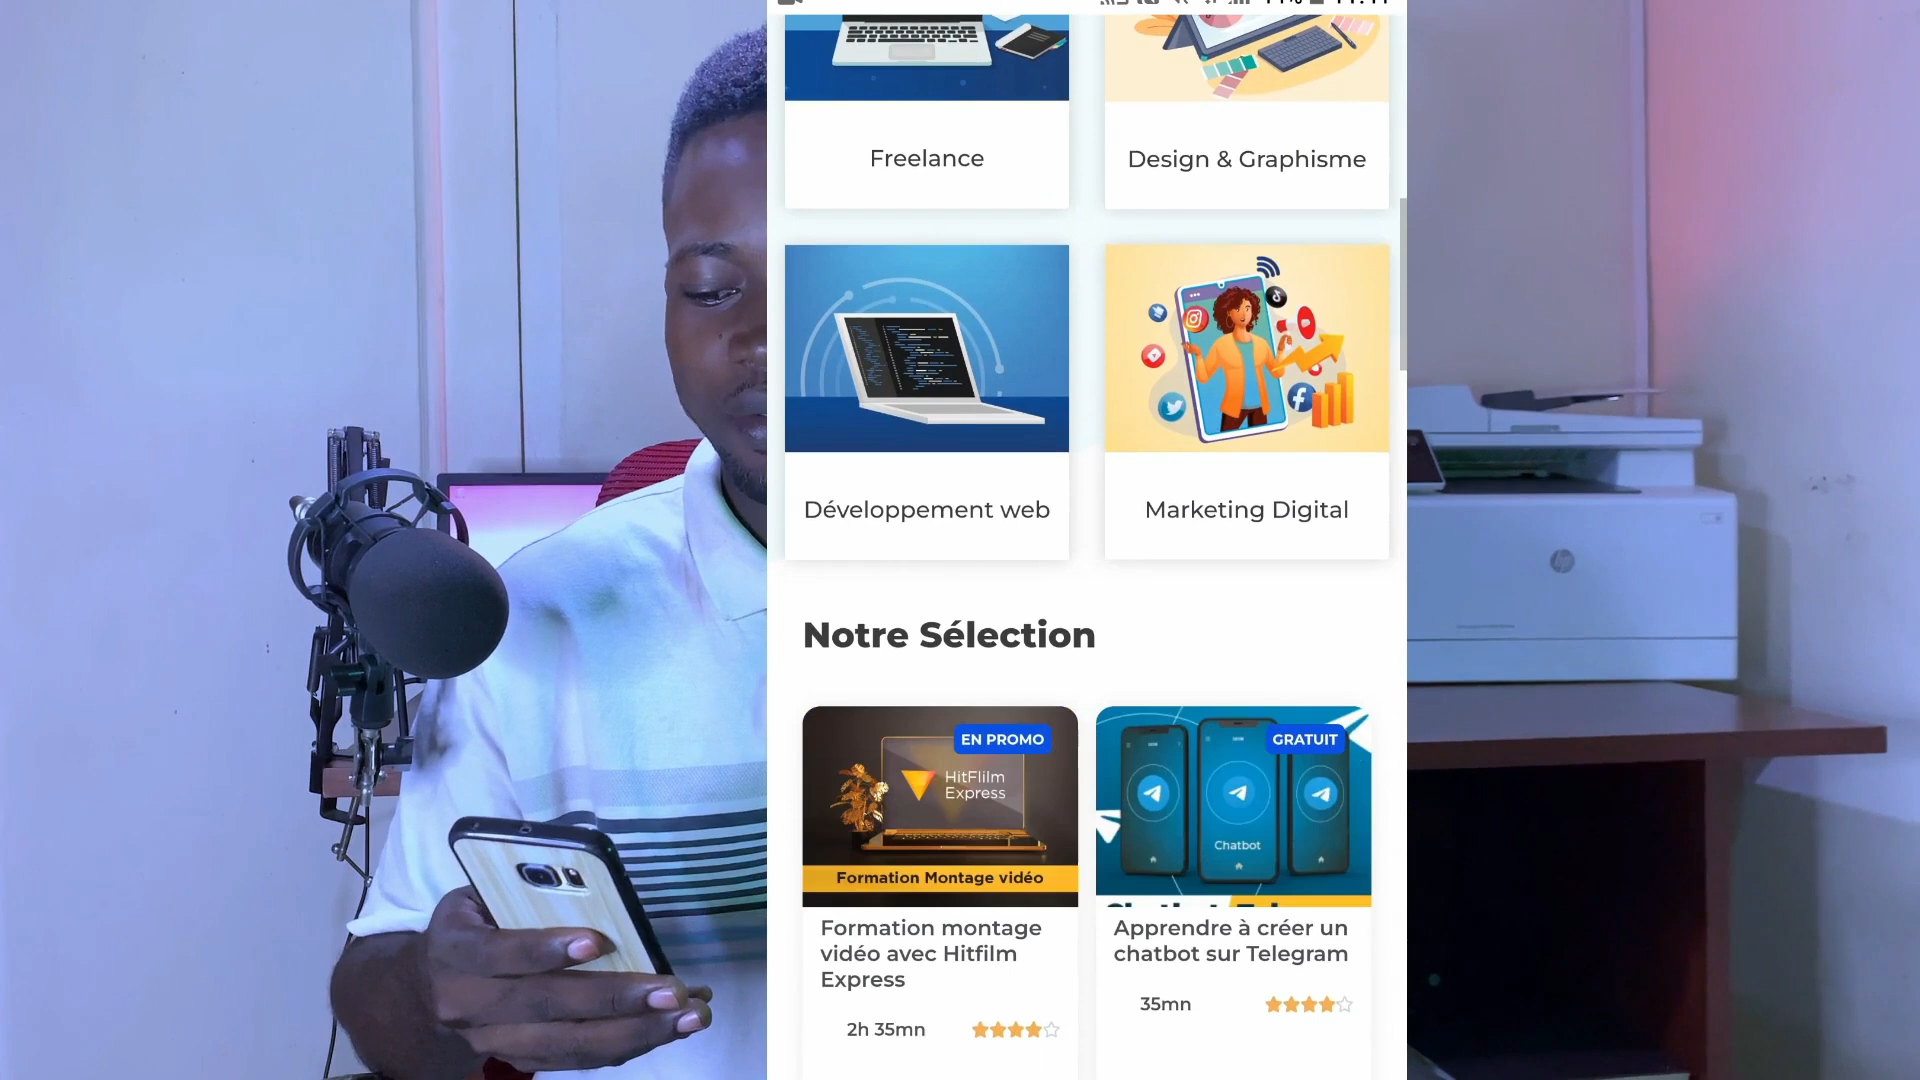 Freelance
Design & Graphisme
Développement web
Marketing Digital
Notre Sélection
EN PROMO
HitFlilm
Express
Formation Montage vidéo
GRATUIT
Chatbot
Formation montage
vidéo avec Hitfilm
Express
2h 35mn
Apprendre à créer un
chatbot sur Telegram
35mn
hp